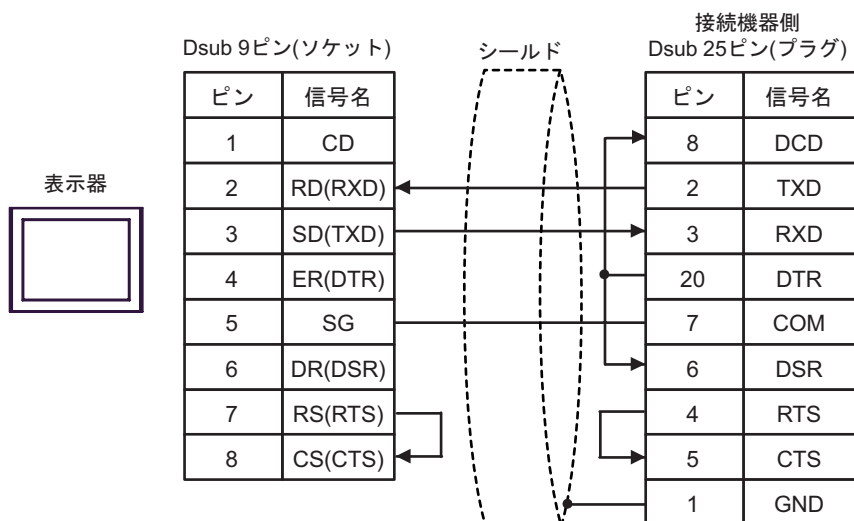 接続機器側
Dsub 9ピン(ソケット)
シールド
Dsub 25ピン(プラグ)
表示器
ピン 信号名
1 CD
2 RD(RXD)
3 SD(TXD)
4 ER(DTR)
5 SG
6 DR(DSR)
7 RS(RTS)
8 CS(CTS)
ピン 信号名
8 DCD
2 TXD
3 RXD
20 DTR
7 COM
6 DSR
4 RTS
5 CTS
1 GND